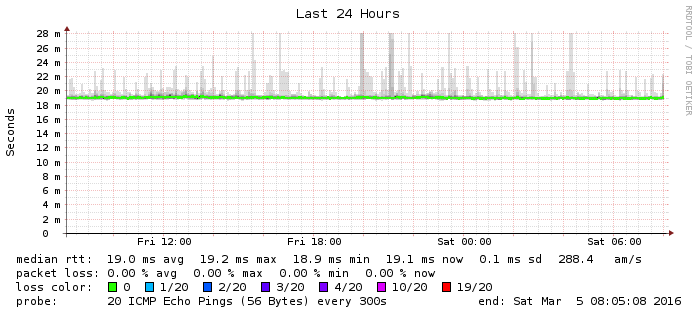 Last 24 Hours
RRDTOOL / TOBI OETIKER
Seconds
28 m
26 m
24 m
22 m
20 m
18 m
16 m
14 m
12 m
10 m
8 m
6 m
4 m
2 m
0
Fri 12:00 Fri 18:00 Sat 00:00 Sat 06:00
median rtt: 19.0 ms avg 19.2 ms max 18.9 ms min 19.1 ms now 0.1 ms sd 288.4 am/s
packet loss: 0.00 % avg 0.00 % max 0.00 % min 0.00 % now
loss color: 0 1/20 2/20 3/20 4/20 10/20 19/20
probe: 20 ICMP Echo Pings (56 Bytes) every 300s end: Sat Mar 5 08:05:08 2016